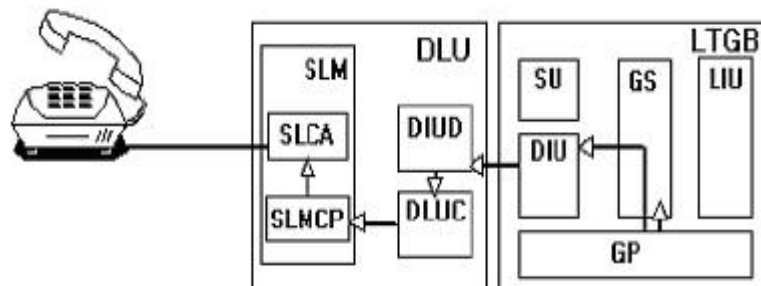 DLU
LTGB
SLM
SU
GS
LIU
SLCA
DIUD
DIU
SLMCP
DLUC
GP